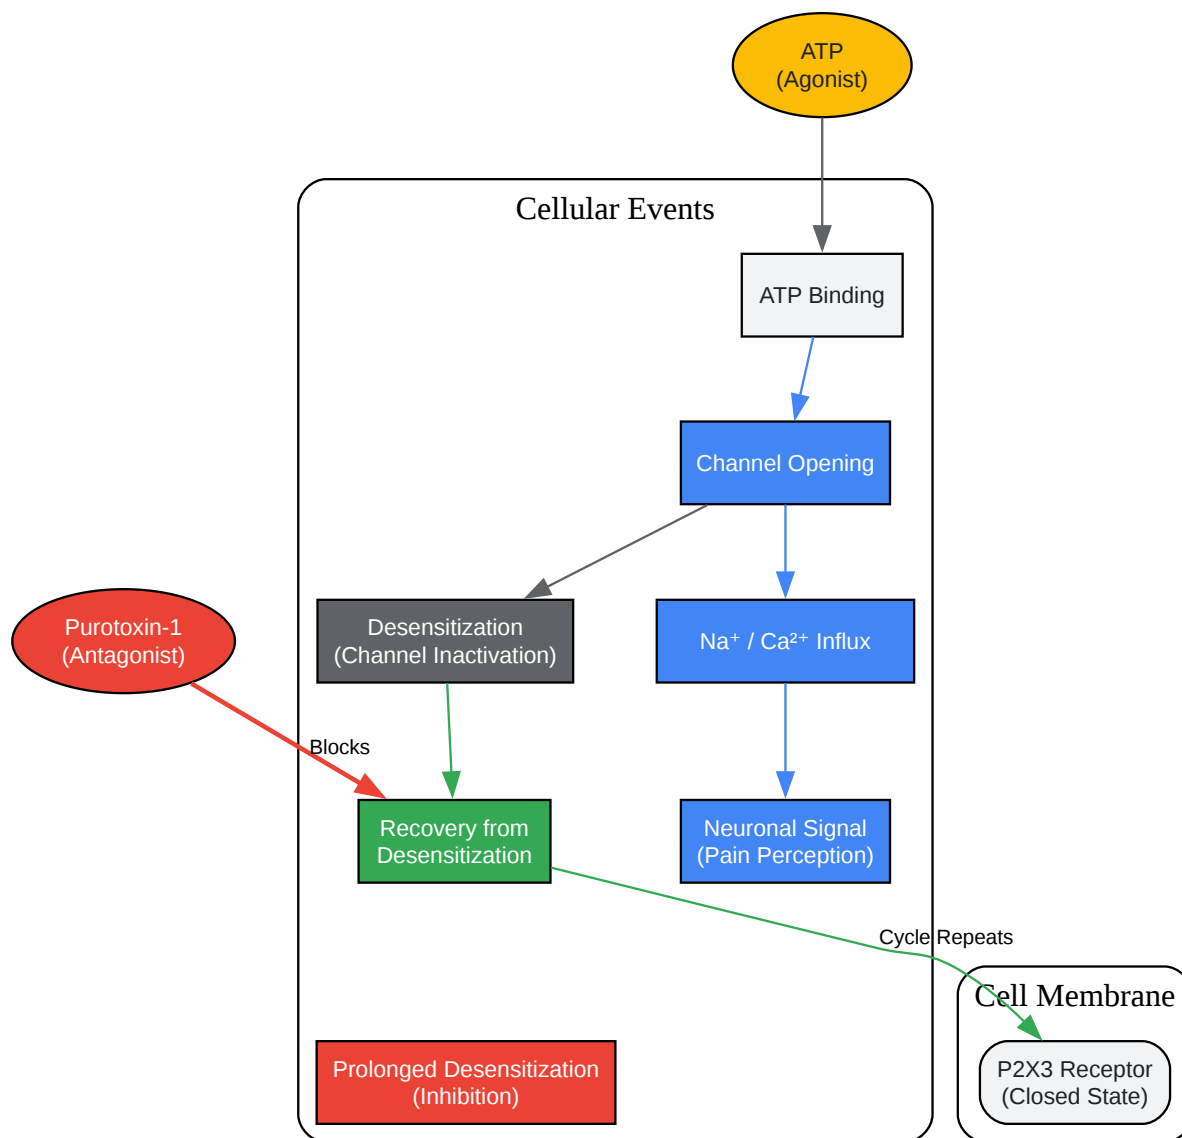 ATP
(Agonist)
Cellular Events
ATP Binding
Channel Opening
Purotoxin-1
(Antagonist)
Desensitization
(Channel Inactivation)
Na⁺ / Ca²⁺ Influx
Blocks
Recovery from
Desensitization
Neuronal Signal
(Pain Perception)
Cycle Repeats
Cell Membrane
Prolonged Desensitization
(Inhibition)
P2X3 Receptor
(Closed State)